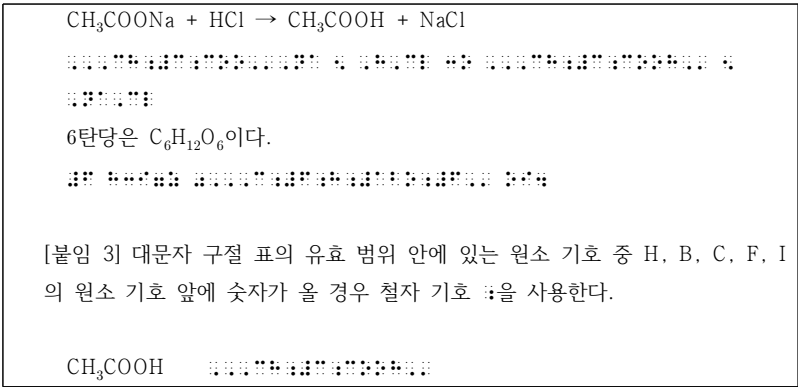 CH₃COONa + HCl → CH₃COOH + NaCl
⠠⠠⠠⠉⠓⠰⠼⠉⠰⠉⠕⠕⠠⠄⠠⠝⠁ ⠢ ⠠⠓⠠⠉⠇ ⠒⠕ ⠠⠠⠠⠉⠓⠰⠼⠉⠰⠉⠕⠕⠓⠠⠄ ⠢
⠠⠝⠁⠠⠉⠇
6탄당은 C₆H₁₂O₆이다.
⠼⠋ ⠓⠒⠊⠶⠵ ⠴⠠⠠⠠⠉⠰⠼⠋⠰⠓⠰⠼⠁⠃⠕⠰⠼⠋⠠⠄ ⠕⠊⠲
[붙임 3] 대문자 구절 표의 유효 범위 안에 있는 원소 기호 중 H, B, C, F, I
의 원소 기호 앞에 숫자가 올 경우 철자 기호 ⠰을 사용한다.
CH₃COOH ⠠⠠⠠⠉⠓⠰⠼⠉⠰⠉⠕⠕⠓⠠⠄